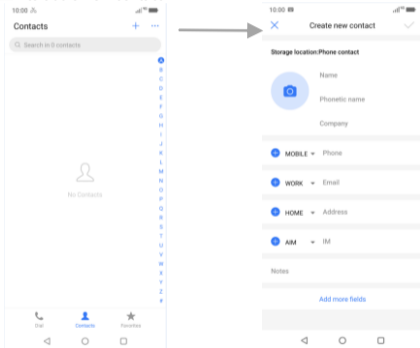 10:00
Contacts
Search in 0 contacts
A
B
C
D
E
F
G
H
I
J
K
L
M
N
O
P
Q
R
S
T
U
V
W
X
Y
Z
#
No Contacts
Dial
Contacts
Favorites
10:00
Create new contact
Storage location:Phone contact
Name
Phonetic name
Company
MOBILE Phone
WORK Email
HOME Address
AIM IM
Notes
Add more fields